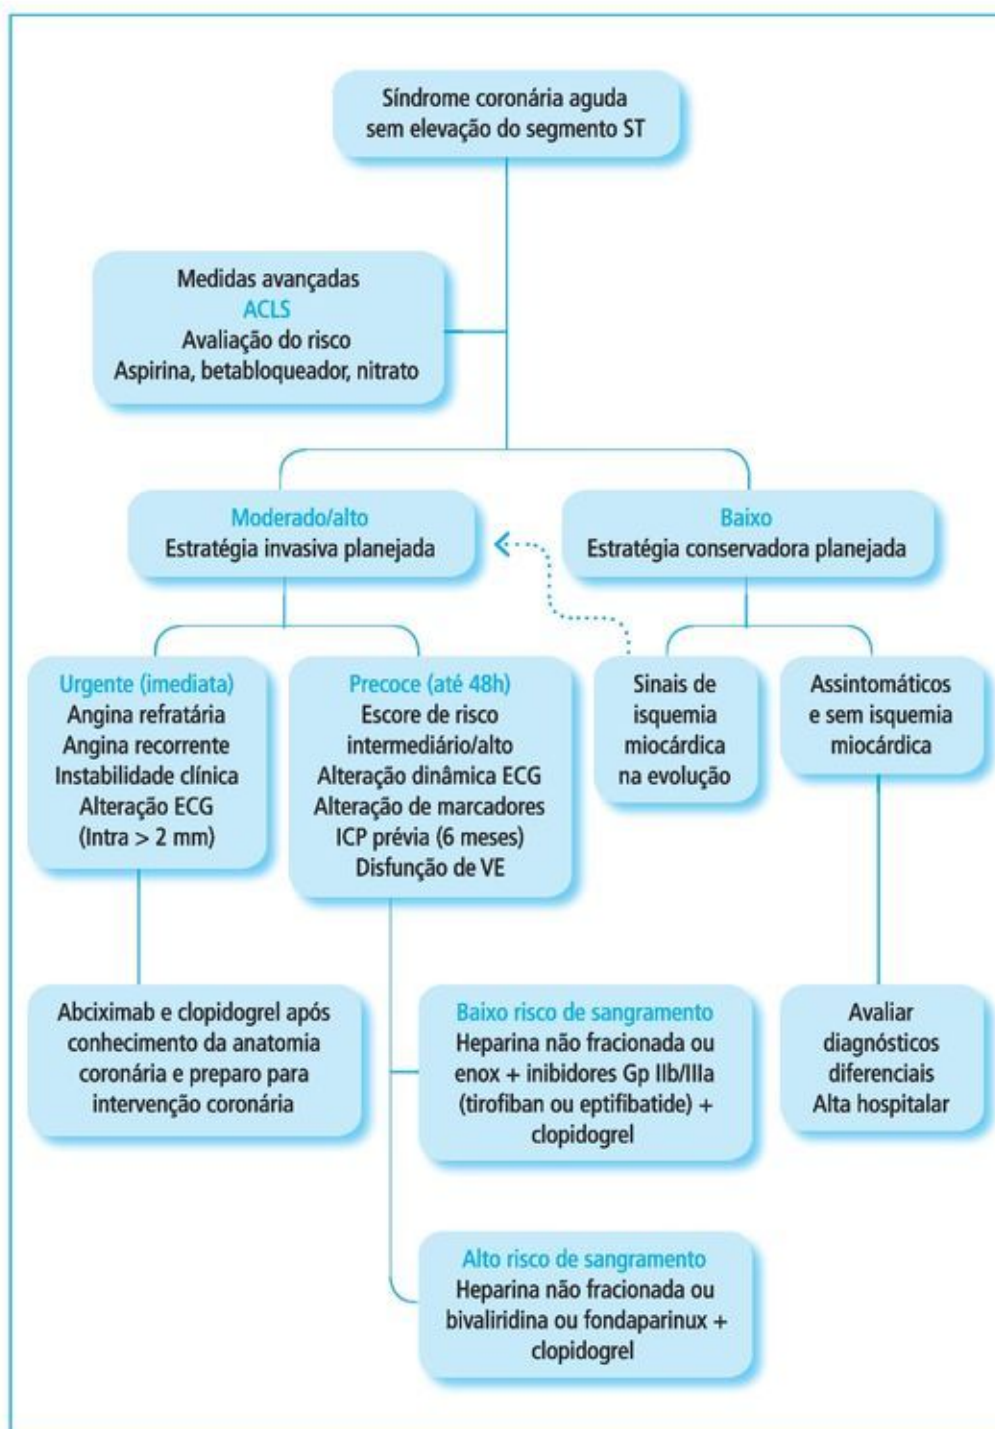 Síndrome coronária aguda
sem elevação do segmento ST
Medidas avançadas
ACLS
Avaliação do risco
Aspirina, betabloqueador, nitrato
Moderado/alto
Estratégia invasiva planejada
Baixo
Estratégia conservadora planejada
Urgente (imediata)
Angina refratária
Angina recorrente
Instabilidade clínica
Alteração ECG
(Intra > 2 mm)
Precoce (até 48h)
Escore de risco
intermediário/alto
Alteração dinâmica ECG
Alteração de marcadores
ICP prévia (6 meses)
Disfunção de VE
Sinais de
isquemia
miocárdica
na evolução
Assintomáticos
e sem isquemia
miocárdica
Abciximab e clopidogrel após
conhecimento da anatomia
coronária e preparo para
intervenção coronária
Baixo risco de sangramento
Heparina não fracionada ou
enox + inibidores Gp IIb/IIIa
(tirofiban ou eptifibatide) +
clopidogrel
Avaliar
diagnósticos
diferenciais
Alta hospitalar
Alto risco de sangramento
Heparina não fracionada ou
bivaliridina ou fondaparinux +
clopidogrel